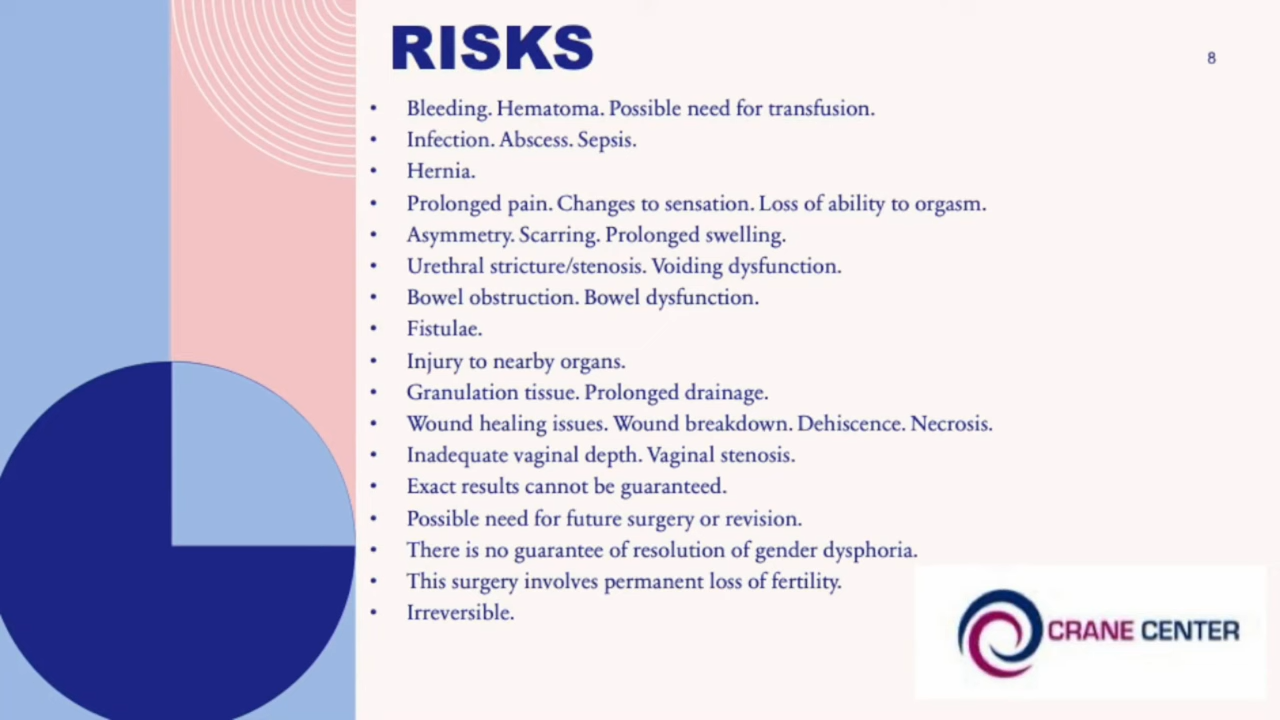 RISKS
8
• Bleeding. Hematoma. Possible need for transfusion.
• Infection. Abscess. Sepsis.
• Hernia.
• Prolonged pain. Changes to sensation. Loss of ability to orgasm.
• Asymmetry. Scarring. Prolonged swelling.
• Urethral stricture/stenosis. Voiding dysfunction.
• Bowel obstruction. Bowel dysfunction.
• Fistulae.
• Injury to nearby organs.
• Granulation tissue. Prolonged drainage.
• Wound healing issues. Wound breakdown. Dehiscence. Necrosis.
• Inadequate vaginal depth. Vaginal stenosis.
• Exact results cannot be guaranteed.
• Possible need for future surgery or revision.
• There is no guarantee of resolution of gender dysphoria.
• This surgery involves permanent loss of fertility.
• Irreversible.
CRANE CENTER